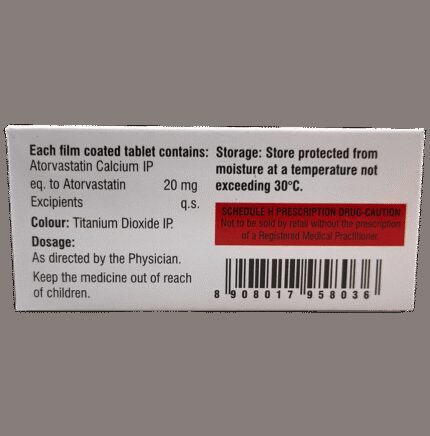 Each film coated tablet contains:
Atorvastatin Calcium IP
eq. to Atorvastatin 20 mg
Excipients q.s.
Colour: Titanium Dioxide IP.
Dosage:
As directed by the Physician.
Keep the medicine out of reach
of children.
Storage: Store protected from
moisture at a temperature not
exceeding 30°C.
SCHEDULE H PRESCRIPTION DRUG-CAUTION
Not to be sold by retail without the prescription
of a Registered Medical Practitioner.
8 908017 958036